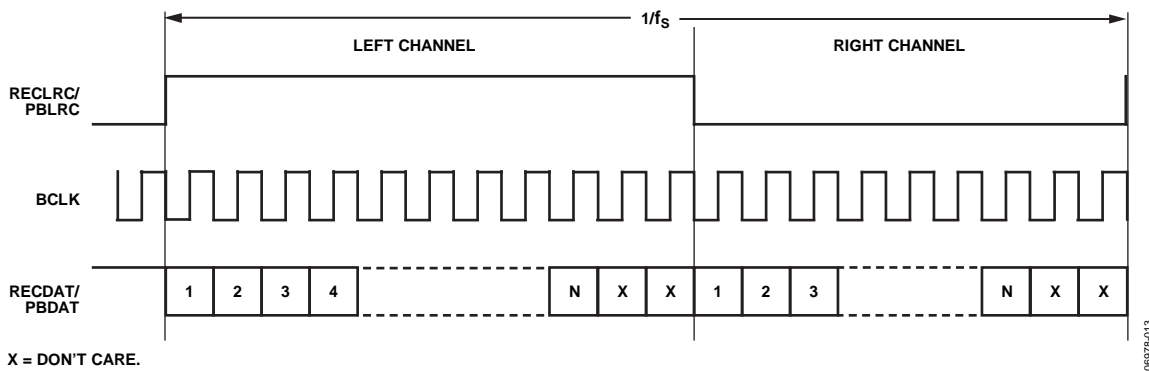 1/fS
LEFT CHANNEL
RIGHT CHANNEL
RECLRC/
PBLRC
BCLK
RECDAT/
PBDAT
1 2 3 4 N X X 1 2 3 N X X
X = DON'T CARE.
06978-013